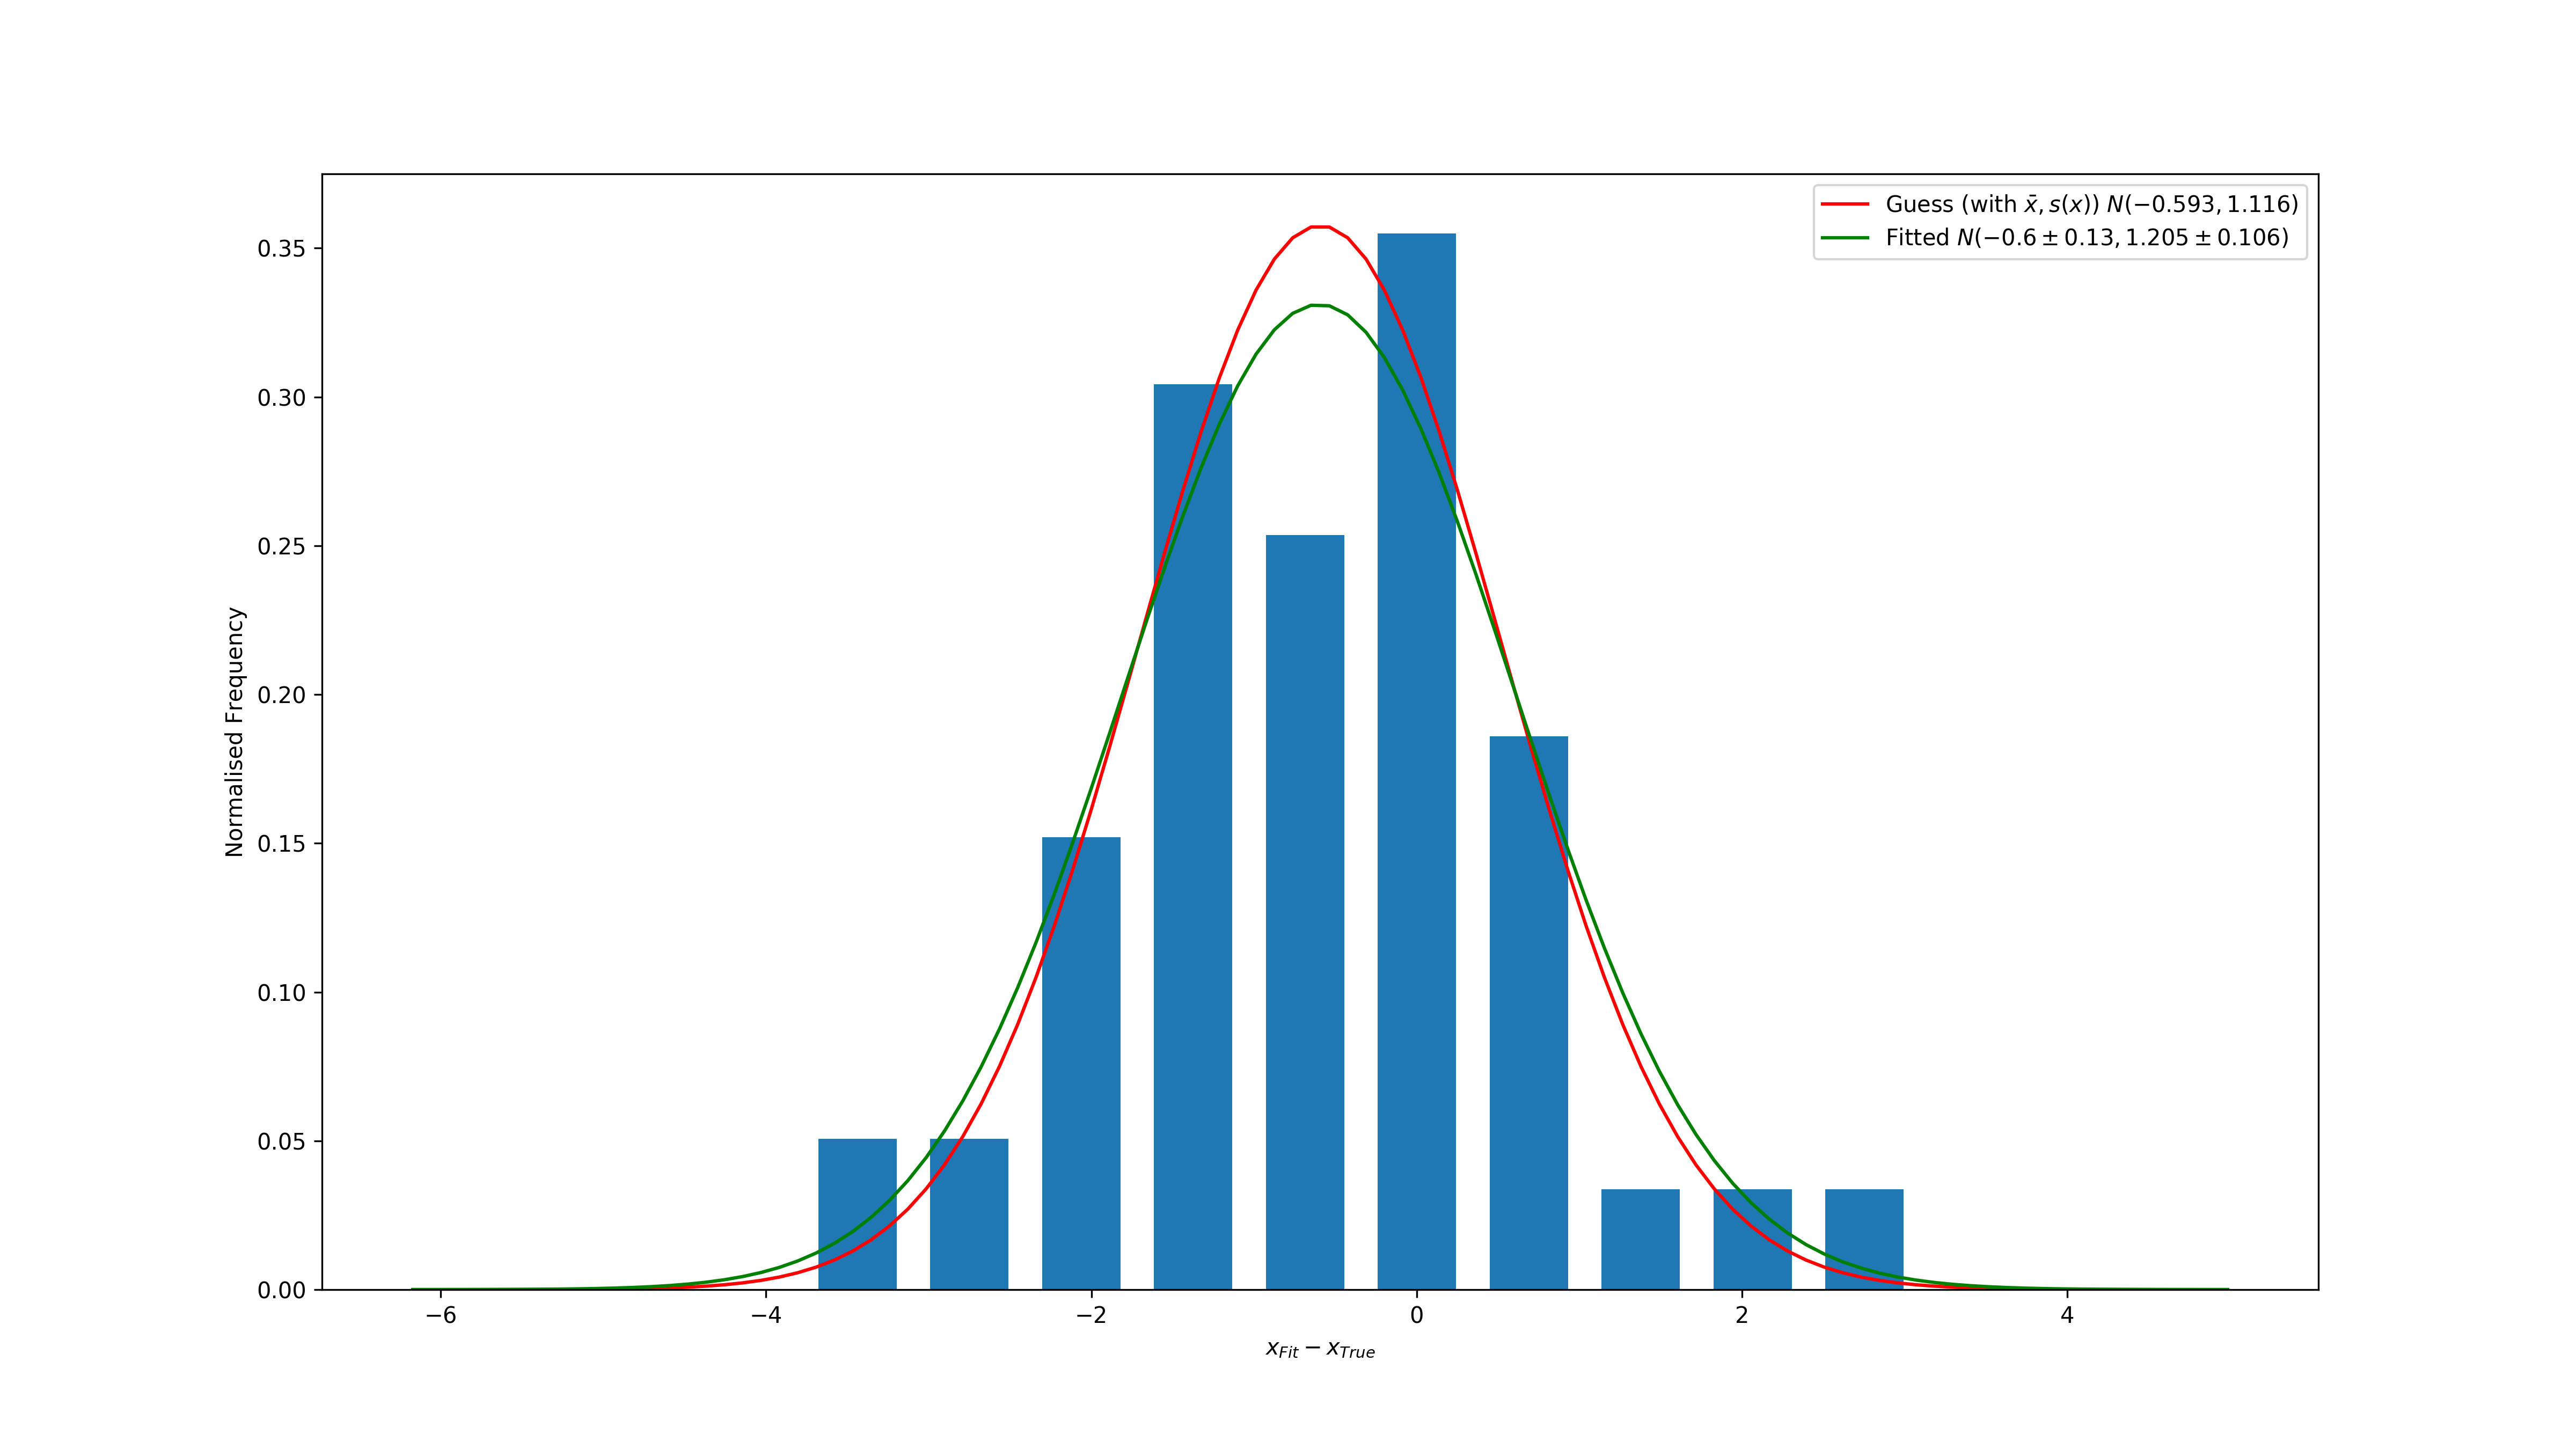 Guess (with x̄, s(x)) N(−0.593, 1.116)
Fitted N(−0.6 ± 0.13, 1.205 ± 0.106)
0.35
0.30
0.25
0.20
0.15
0.10
0.05
0.00
Normalised Frequency
−6 −4 −2 0 2 4
x_Fit − x_True